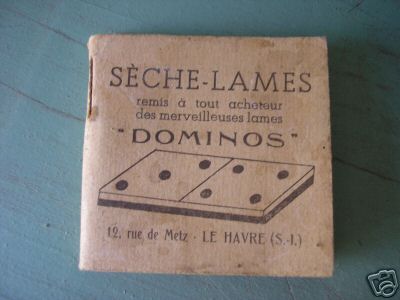 SÈCHE-LAMES
remis à tout acheteur
des merveilleuses lames
"DOMINOS"
12, rue de Metz - LE HAVRE (S.-I.)